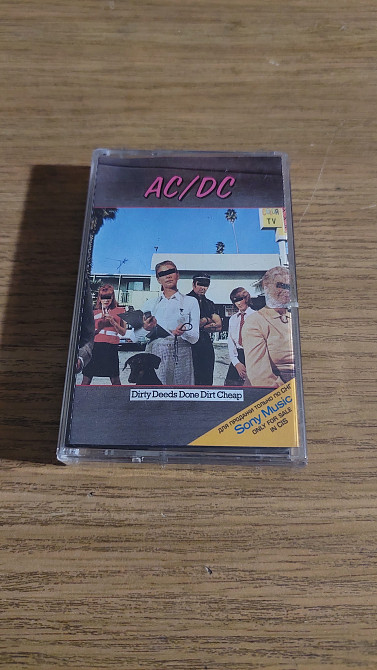 AC/DC
TV
Dirty Deeds Done Dirt Cheap
ДЛЯ ПРОДАЖИ ТОЛЬКО ПО СНГ
Sony Music
ONLY FOR SALE
IN CIS